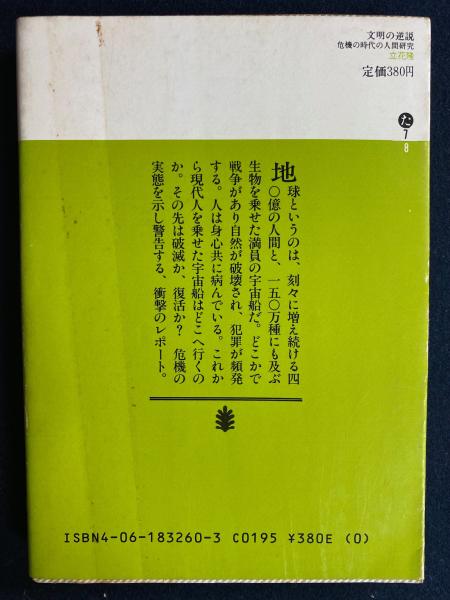 文明の逆説
危機の時代の人間研究
立花隆
定価380円
た
7
8
地球というのは、刻々に増え続ける四
〇億の人間と、一五〇万種にも及ぶ
生物を乗せた満員の宇宙船だ。どこかで
戦争があり自然が破壊され、犯罪が頻発
する。人は身心共に病んでいる。これか
ら現代人を乗せた宇宙船はどこへ行くの
か。その先は破滅か、復活か？ 危機の
実態を示し警告する、衝撃のレポート。
ISBN4-06-183260-3 C0195 ¥380E (0)